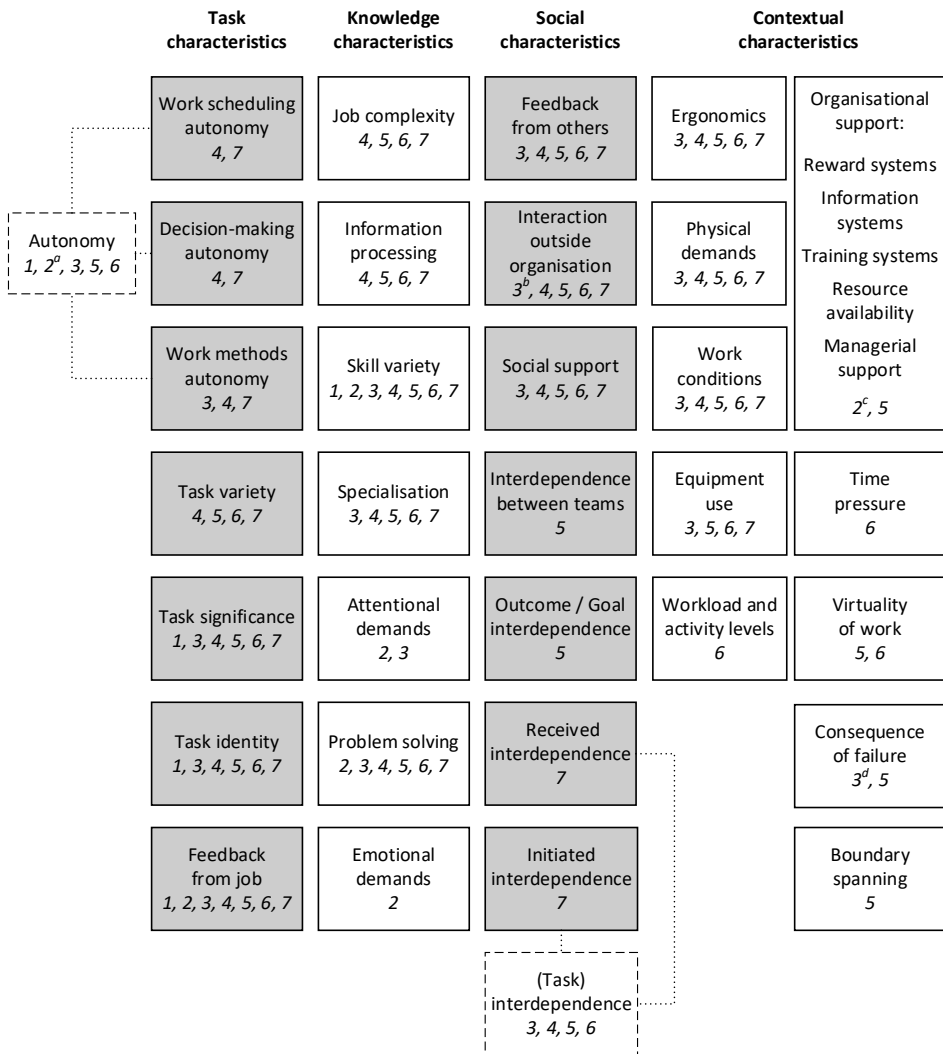 Task
characteristics
Knowledge
characteristics
Social
characteristics
Contextual
characteristics
Work scheduling
autonomy
4, 7
Job complexity
4, 5, 6, 7
Feedback
from others
3, 4, 5, 6, 7
Ergonomics
3, 4, 5, 6, 7
Organisational
support:
Reward systems
Information
systems
Training systems
Resource
availability
Managerial
support
2c, 5
Autonomy
1, 2a, 3, 5, 6
Decision-making
autonomy
4, 7
Information
processing
4, 5, 6, 7
Interaction
outside
organisation
3b, 4, 5, 6, 7
Physical
demands
3, 4, 5, 6, 7
Work methods
autonomy
3, 4, 7
Skill variety
1, 2, 3, 4, 5, 6, 7
Social support
3, 4, 5, 6, 7
Work
conditions
3, 4, 5, 6, 7
Task variety
4, 5, 6, 7
Specialisation
3, 4, 5, 6, 7
Interdependence
between teams
5
Equipment
use
3, 5, 6, 7
Time
pressure
6
Task significance
1, 3, 4, 5, 6, 7
Attentional
demands
2, 3
Outcome / Goal
interdependence
5
Workload and
activity levels
6
Virtuality
of work
5, 6
Task identity
1, 3, 4, 5, 6, 7
Problem solving
2, 3, 4, 5, 6, 7
Received
interdependence
7
Consequence
of failure
3d, 5
Feedback
from job
1, 2, 3, 4, 5, 6, 7
Emotional
demands
2
Initiated
interdependence
7
Boundary
spanning
5
(Task)
interdependence
3, 4, 5, 6